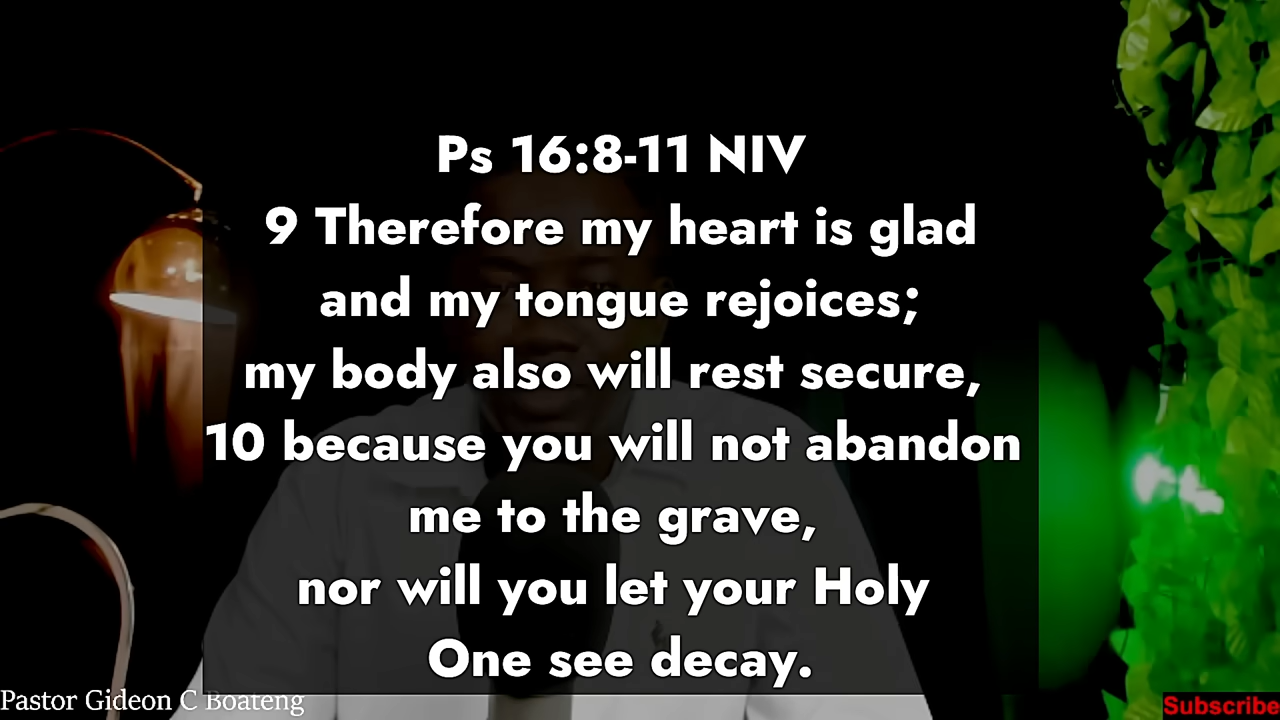 Ps 16:8-11 NIV
9 Therefore my heart is glad
and my tongue rejoices;
my body also will rest secure,
10 because you will not abandon
me to the grave,
nor will you let your Holy
One see decay.
Pastor Gideon C Boateng
Subscribe